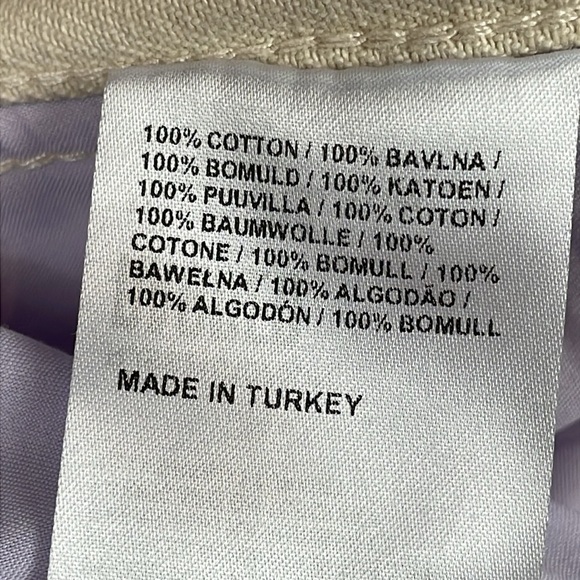 100% COTTON / 100% BAVLNA /
100% BOMULD / 100% KATOEN /
100% PUUVILLA / 100% COTON /
100% BAUMWOLLE / 100%
COTONE / 100% BOMULL / 100%
BAWEŁNA / 100% ALGODÃO /
100% ALGODÓN / 100% BOMULL
MADE IN TURKEY